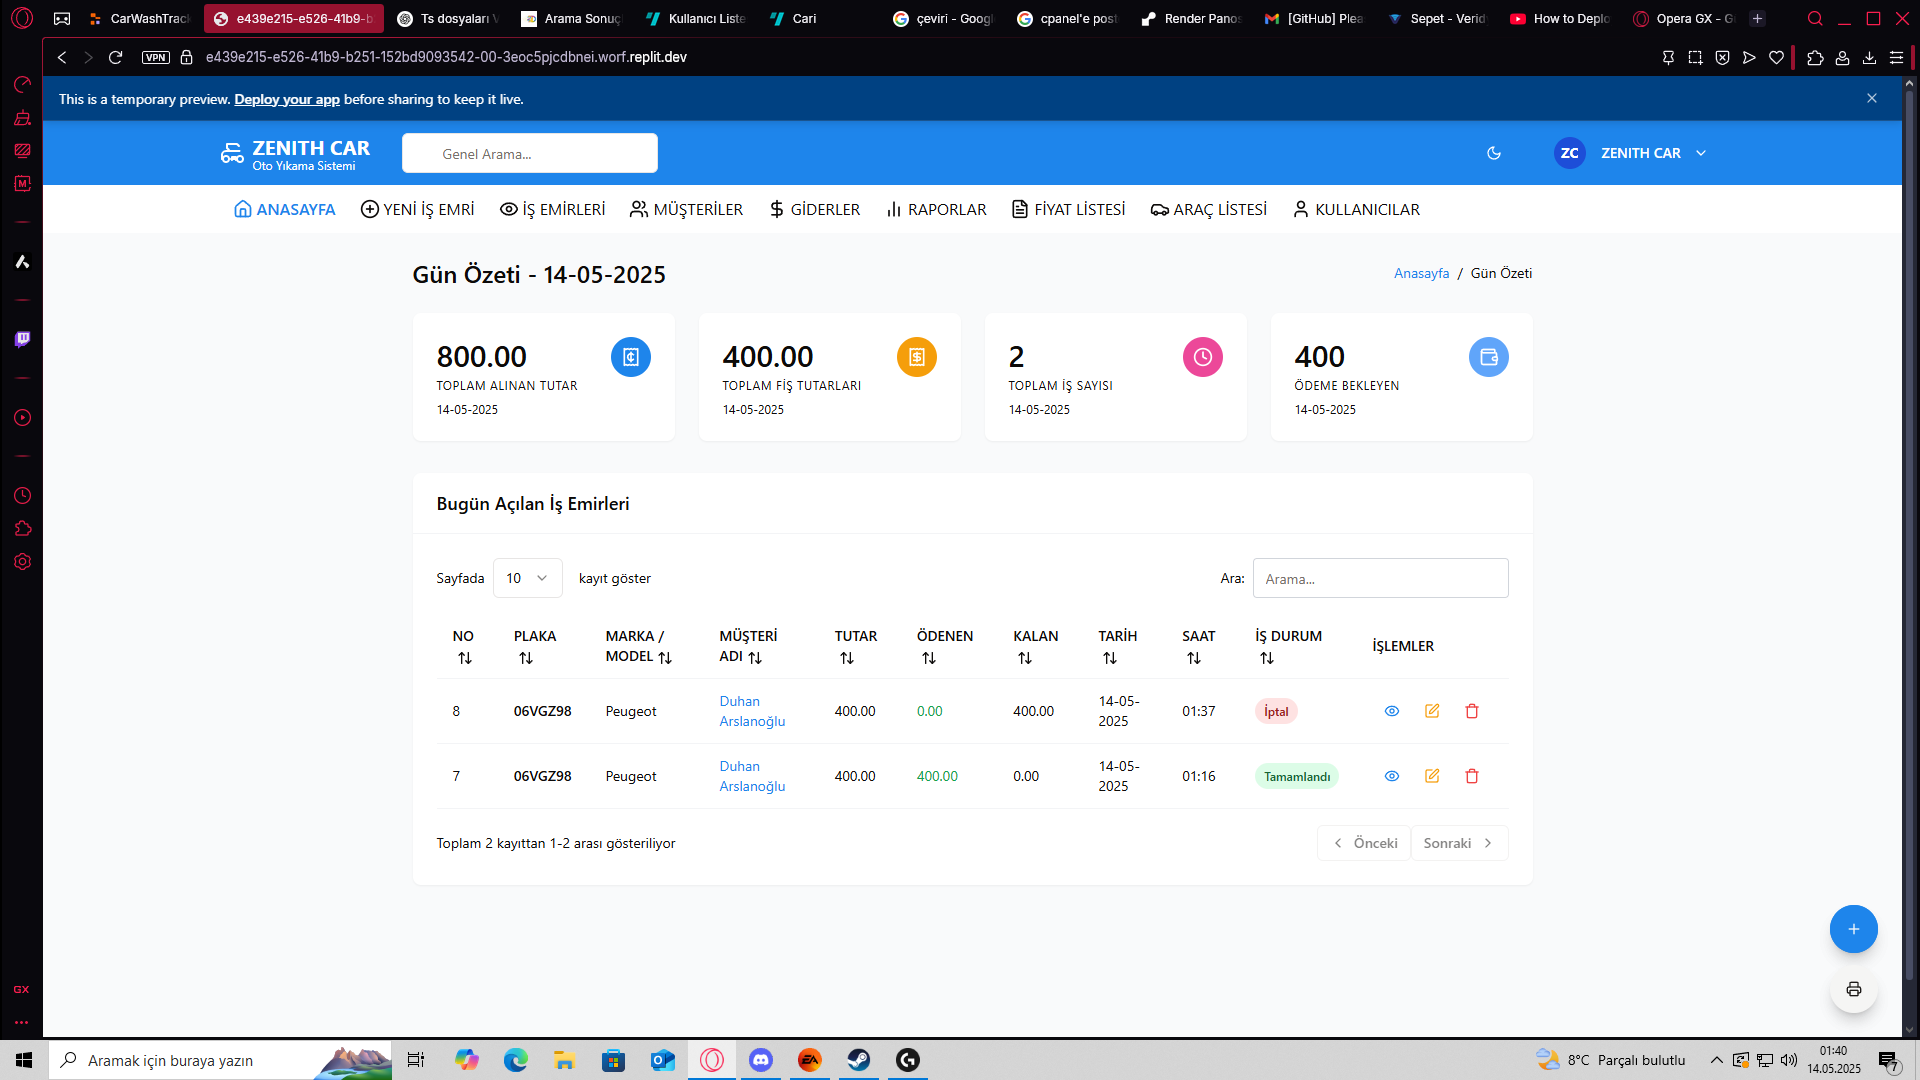 CarWashTrack
e439e215-e526-41b9-b
Ts dosyaları
Arama Sonuç
Kullanıcı Liste
Cari
çeviri - Google
cpanel'e post
Render Panos
[GitHub] Plea
Sepet - Verid
How to Deplo
Opera GX - G
VPN
e439e215-e526-41b9-b251-152bd9093542-00-3eoc5pjcdbnei.worf.replit.dev
This is a temporary preview. Deploy your app before sharing to keep it live.
ZENITH CAR
Oto Yıkama Sistemi
Genel Arama...
ZC
ZENITH CAR
ANASAYFA
YENİ İŞ EMRİ
İŞ EMİRLERİ
MÜŞTERİLER
GİDERLER
RAPORLAR
FİYAT LİSTESİ
ARAÇ LİSTESİ
KULLANICILAR
Gün Özeti - 14-05-2025
Anasayfa / Gün Özeti
800.00
TOPLAM ALINAN TUTAR
14-05-2025
400.00
TOPLAM FİŞ TUTARLARI
14-05-2025
2
TOPLAM İŞ SAYISI
14-05-2025
400
ÖDEME BEKLEYEN
14-05-2025
Bugün Açılan İş Emirleri
Sayfada 10 kayıt göster
Ara: Arama...
NO PLAKA MARKA / MODEL MÜŞTERİ ADI TUTAR ÖDENEN KALAN TARİH SAAT İŞ DURUM İŞLEMLER
8 06VGZ98 Peugeot Duhan Arslanoğlu 400.00 0.00 400.00 14-05-2025 01:37 İptal
7 06VGZ98 Peugeot Duhan Arslanoğlu 400.00 400.00 0.00 14-05-2025 01:16 Tamamlandı
Toplam 2 kayıttan 1-2 arası gösteriliyor
Önceki
Sonraki
GX
Aramak için buraya yazın
8°C Parçalı bulutlu
01:40
14.05.2025
7